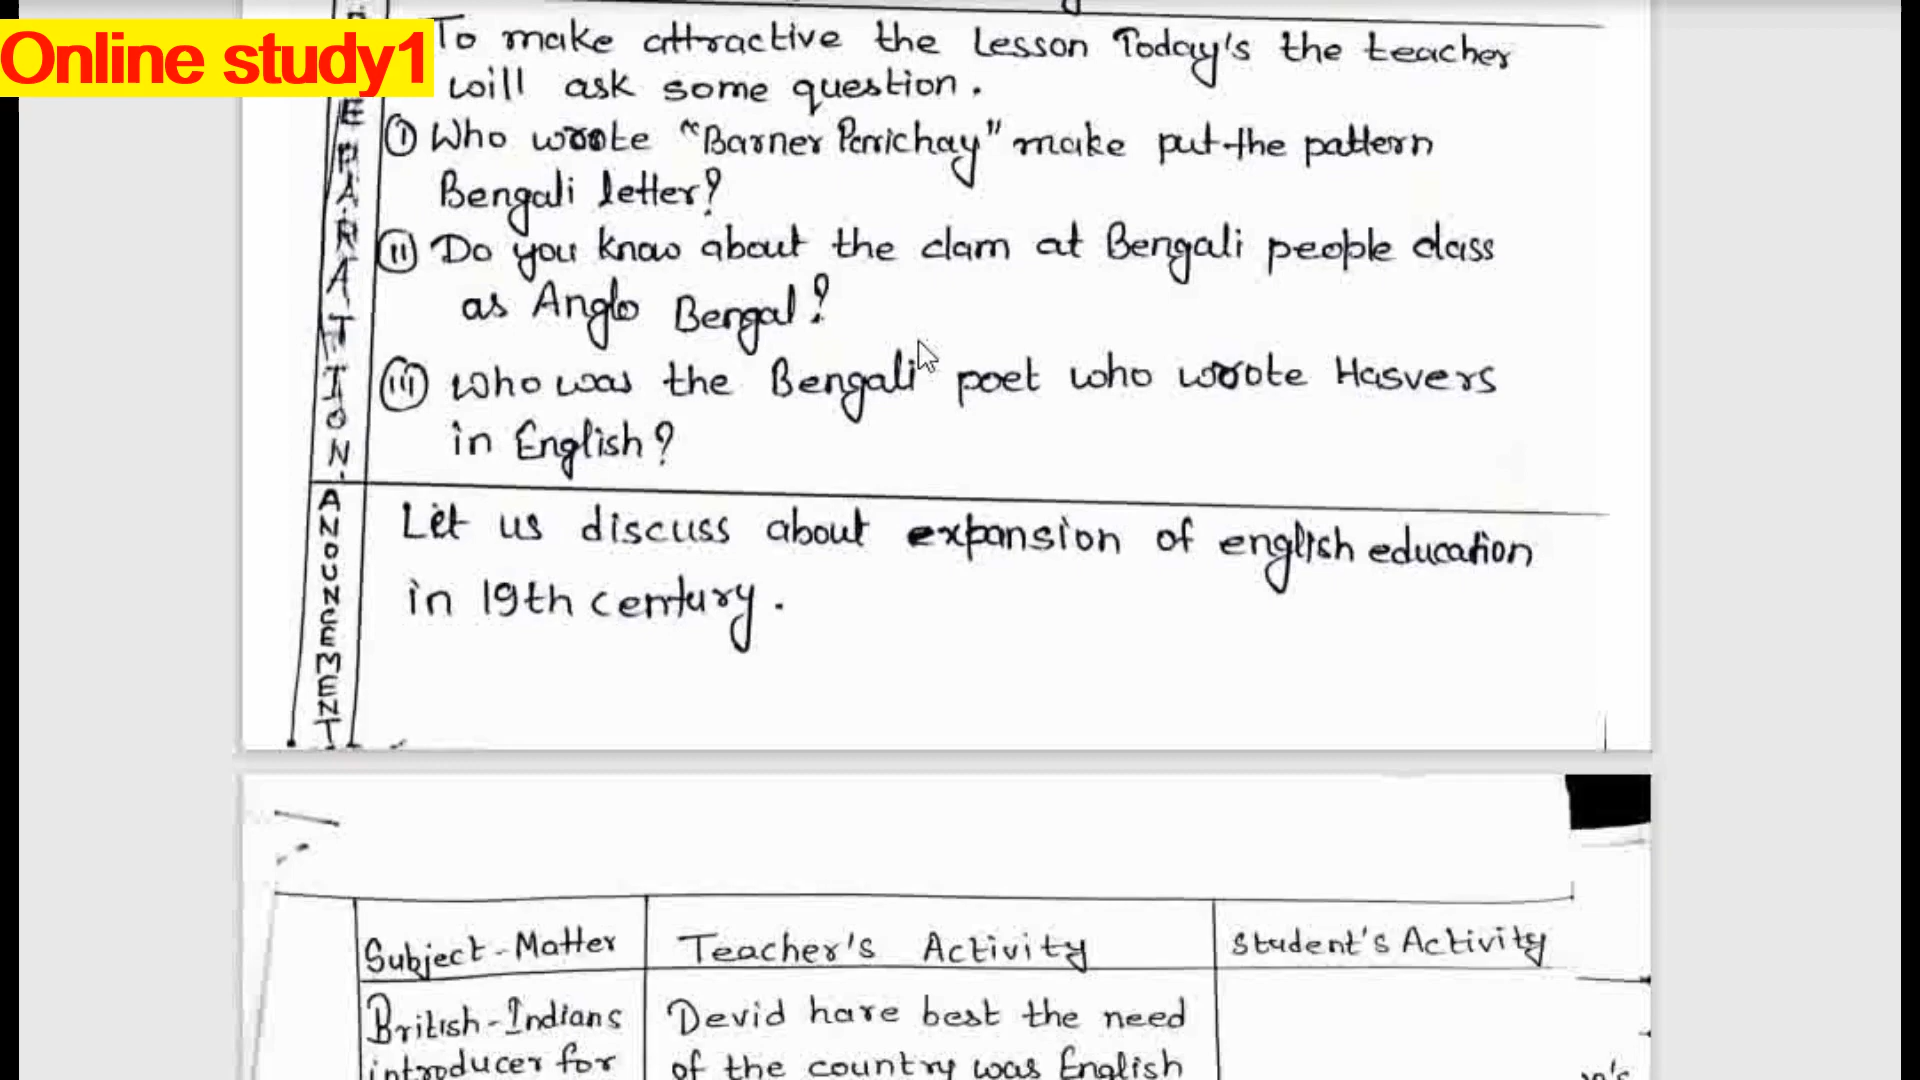 Online study1
To make attractive the Lesson Today's the teacher
will ask some question.
(I) Who wrote "Barner Parichay" make put the pattern
Bengali letter?
(II) Do you know about the clam at Bengali people class
as Anglo Bengal?
(III) Who was the Bengali poet who wrote Hasvers
in English?
PREPARATION.
Let us discuss about expansion of english education
in 19th century.
ANOUNCEMENT
Subject-Matter Teacher's Activity Student's Activity
British-Indians Devid hare best the need
introducer for of the country was English